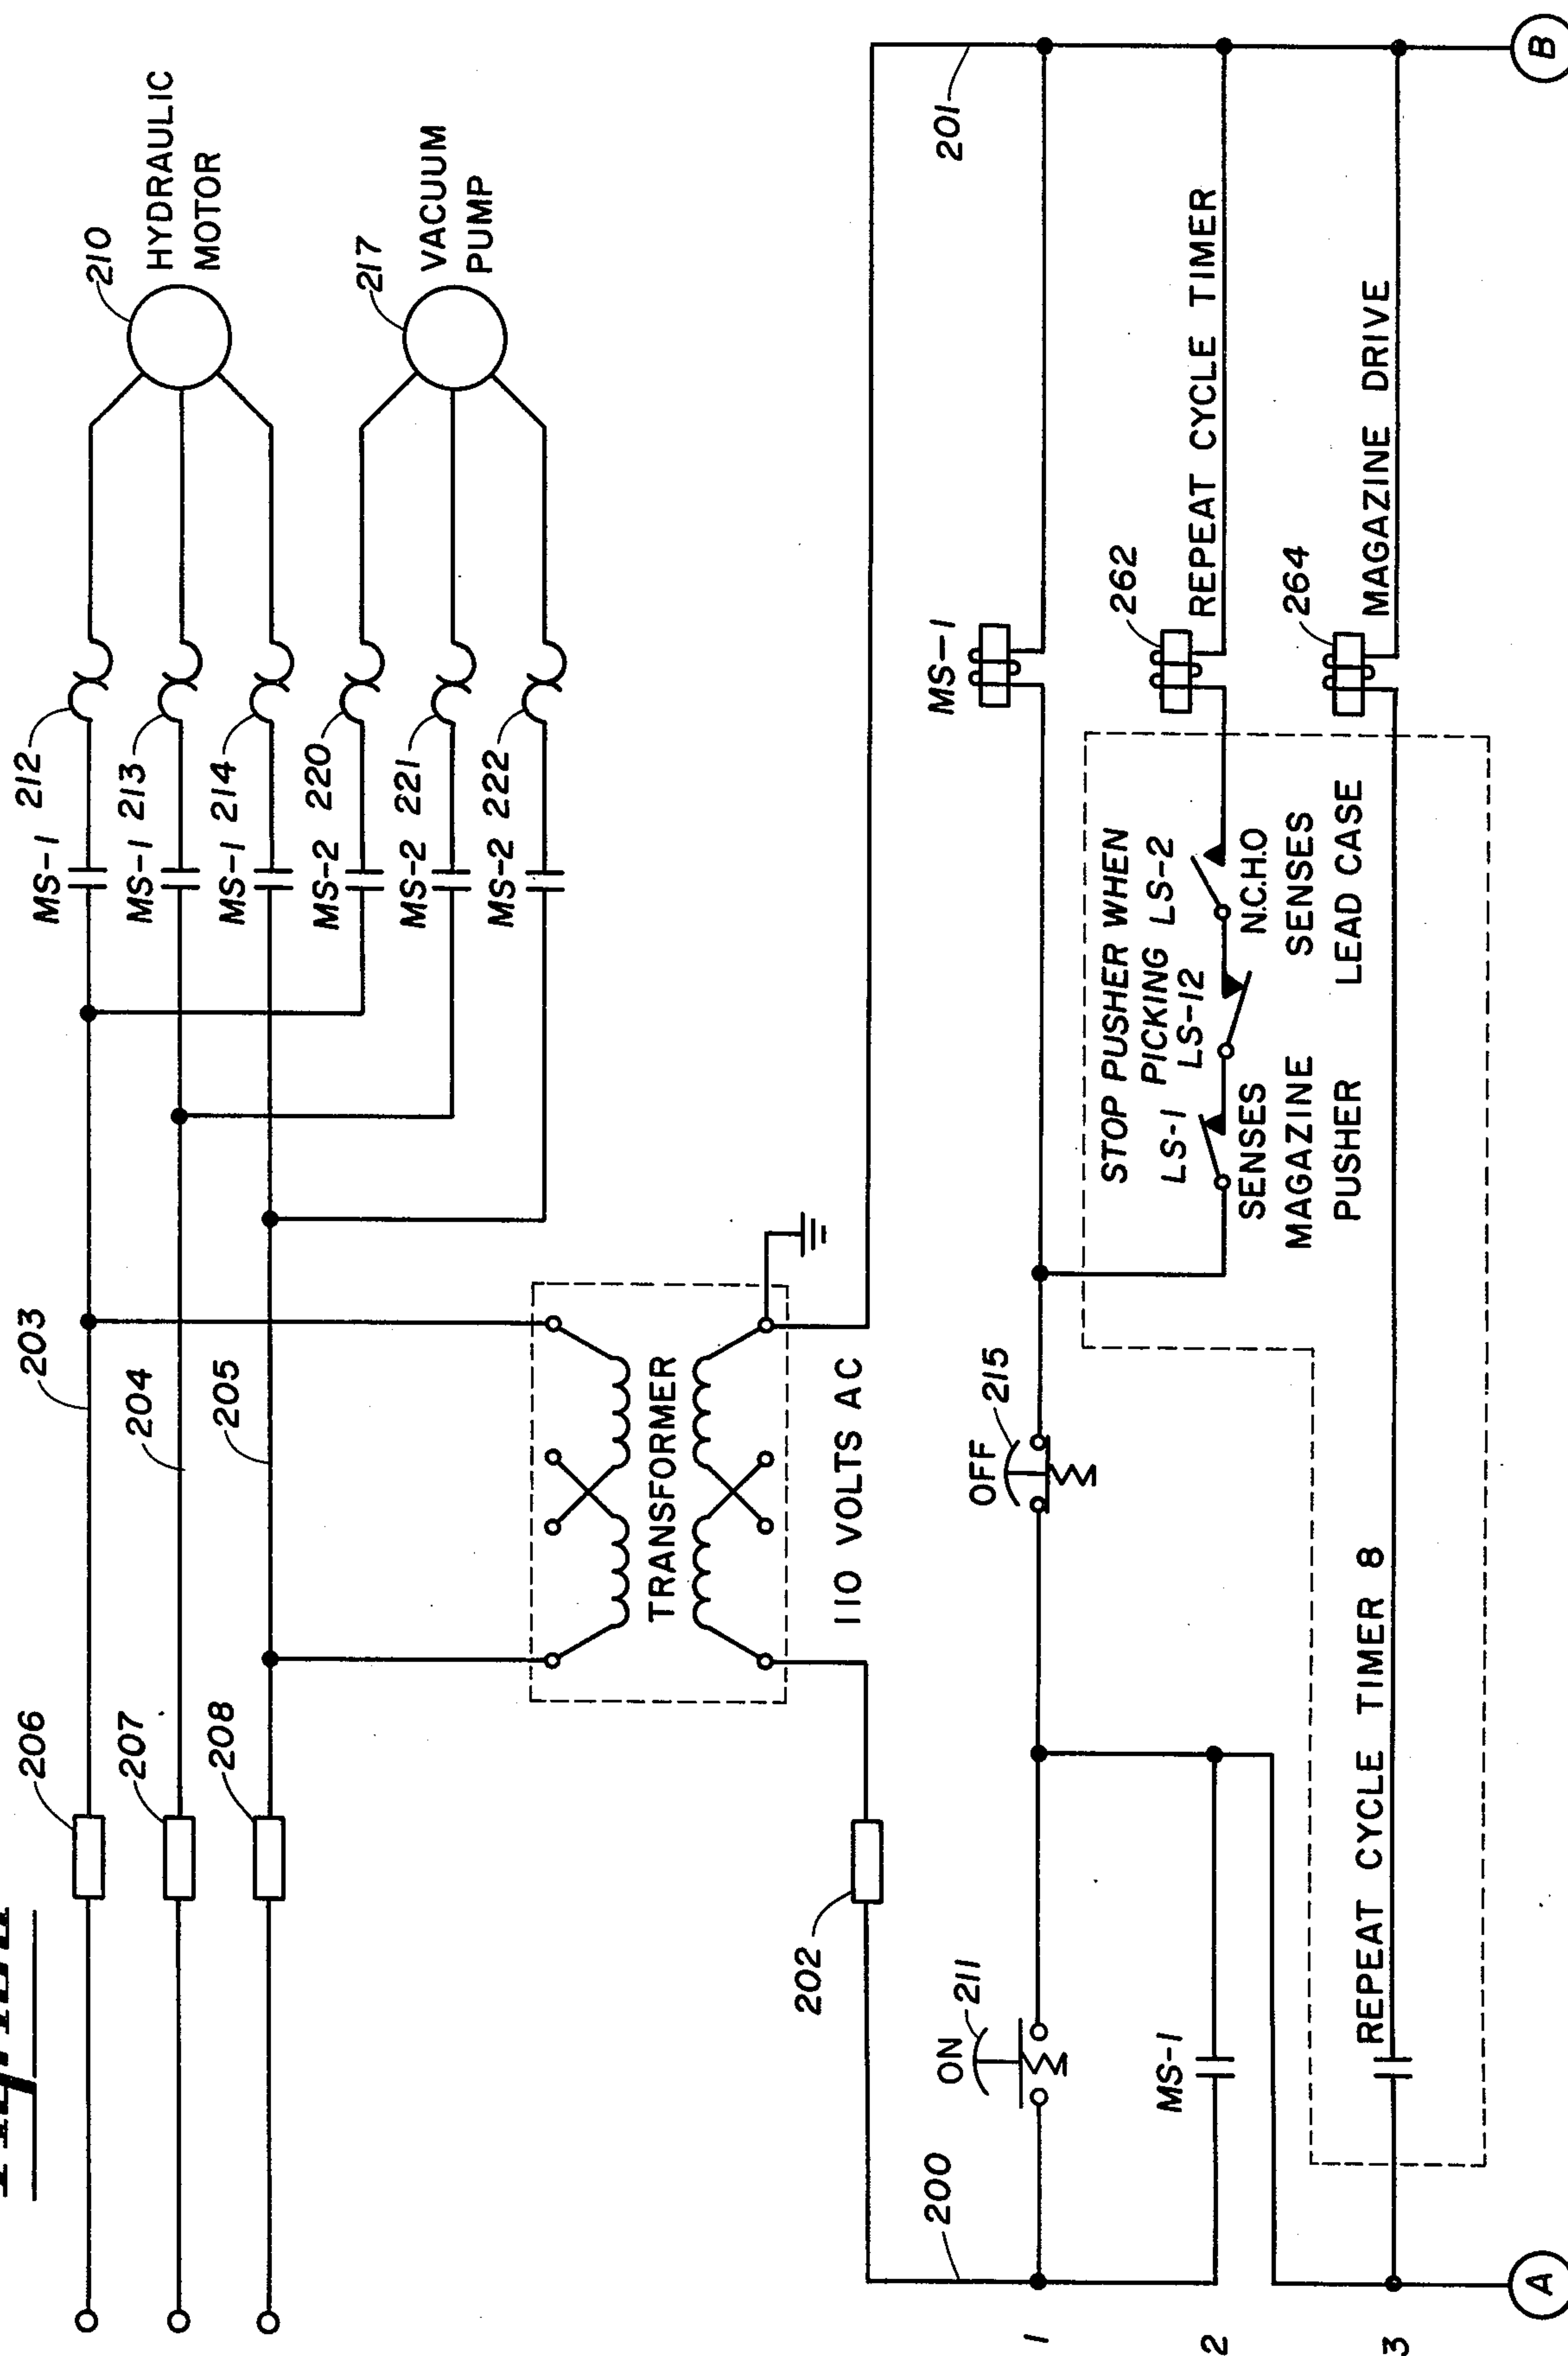 206
207
208
203
204
205
MS-1 212
MS-1 213
MS-1 214
MS-2 220
MS-2 221
MS-2 222
210
HYDRAULIC
MOTOR
217
VACUUM
PUMP
TRANSFORMER
110 VOLTS AC
202
200
201
1
ON
211
OFF
215
MS-1
2
MS-1
STOP PUSHER WHEN
PICKING
LS-1
LS-12
LS-2
SENSES
MAGAZINE
PUSHER
N.C.H.O
SENSES
LEAD CASE
262
REPEAT CYCLE TIMER
3
REPEAT CYCLE TIMER 8
264
MAGAZINE DRIVE
A
B